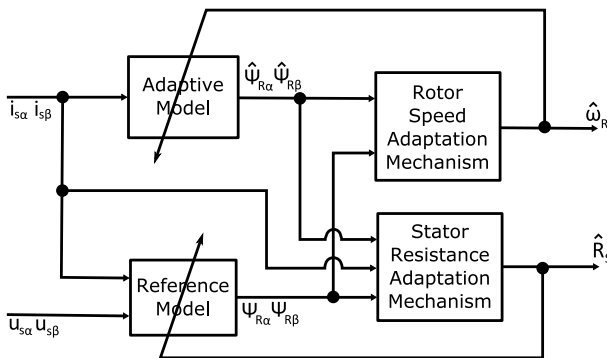 Adaptive
Model
Ψ̂Rα Ψ̂Rβ
Rotor
Speed
Adaptation
Mechanism
isα isβ
ω̂R
Stator
Resistance
Adaptation
Mechanism
R̂s
Reference
Model
ΨRα ΨRβ
usα usβ